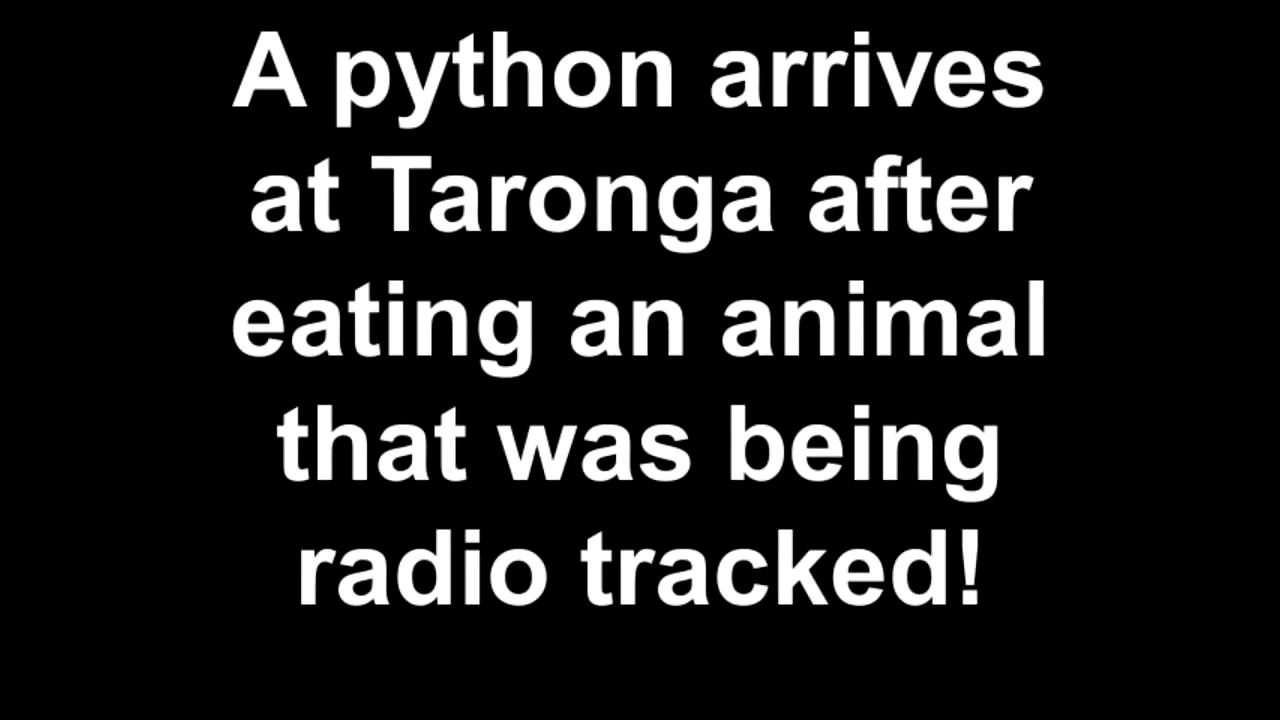 A python arrives
at Taronga after
eating an animal
that was being
radio tracked!